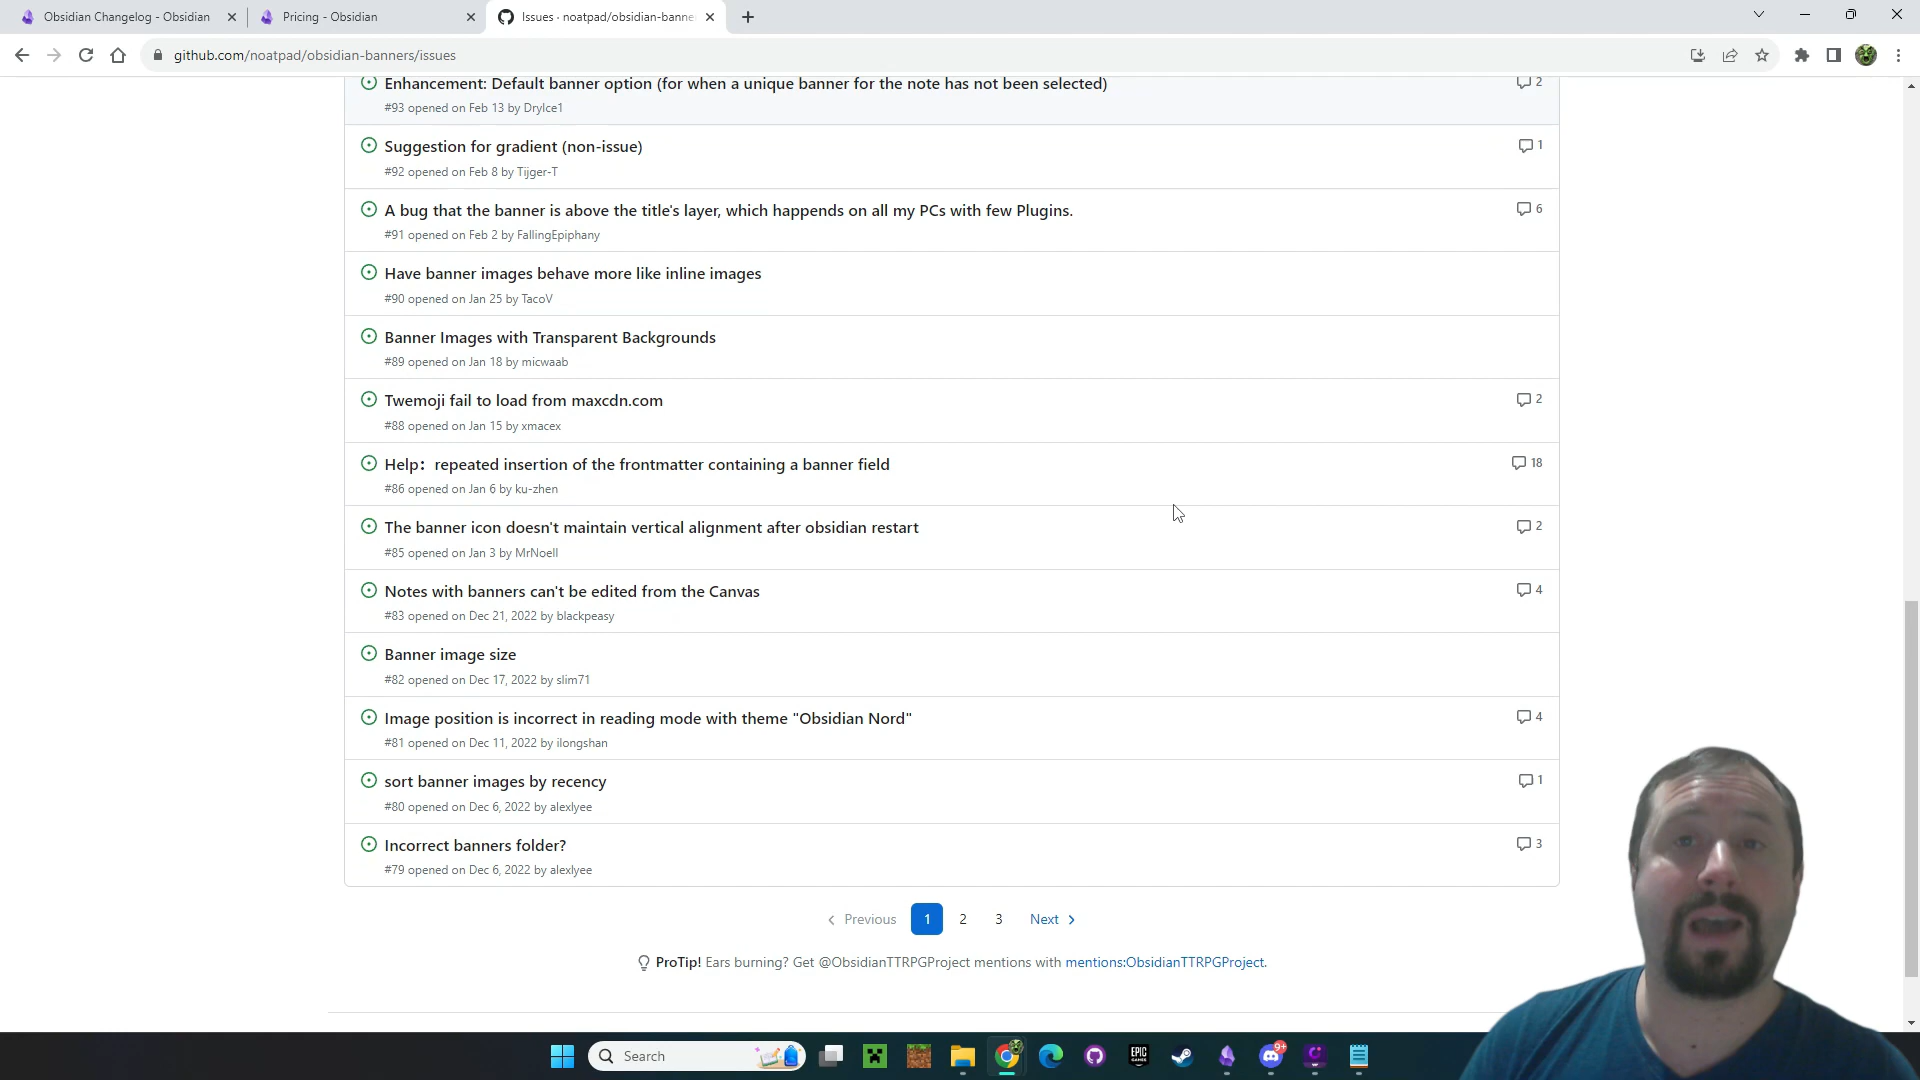 Obsidian Changelog - Obsidian
Pricing - Obsidian
Issues · noatpad/obsidian-banne
github.com/noatpad/obsidian-banners/issues
Enhancement: Default banner option (for when a unique banner for the note has not been selected)
2
#93 opened on Feb 13 by DryIce1
Suggestion for gradient (non-issue)
1
#92 opened on Feb 8 by Tijger-T
A bug that the banner is above the title's layer, which happends on all my PCs with few Plugins.
6
#91 opened on Feb 2 by FallingEpiphany
Have banner images behave more like inline images
#90 opened on Jan 25 by TacoV
Banner Images with Transparent Backgrounds
#89 opened on Jan 18 by micwaab
Twemoji fail to load from maxcdn.com
2
#88 opened on Jan 15 by xmacex
Help：repeated insertion of the frontmatter containing a banner field
18
#86 opened on Jan 6 by ku-zhen
The banner icon doesn't maintain vertical alignment after obsidian restart
2
#85 opened on Jan 3 by MrNoell
Notes with banners can't be edited from the Canvas
4
#83 opened on Dec 21, 2022 by blackpeasy
Banner image size
#82 opened on Dec 17, 2022 by slim71
Image position is incorrect in reading mode with theme "Obsidian Nord"
4
#81 opened on Dec 11, 2022 by ilongshan
sort banner images by recency
1
#80 opened on Dec 6, 2022 by alexlyee
Incorrect banners folder?
3
#79 opened on Dec 6, 2022 by alexlyee
Previous 1 2 3 Next
ProTip! Ears burning? Get @ObsidianTTRPGProject mentions with mentions:ObsidianTTRPGProject.
Search
EPIC GAMES
9+